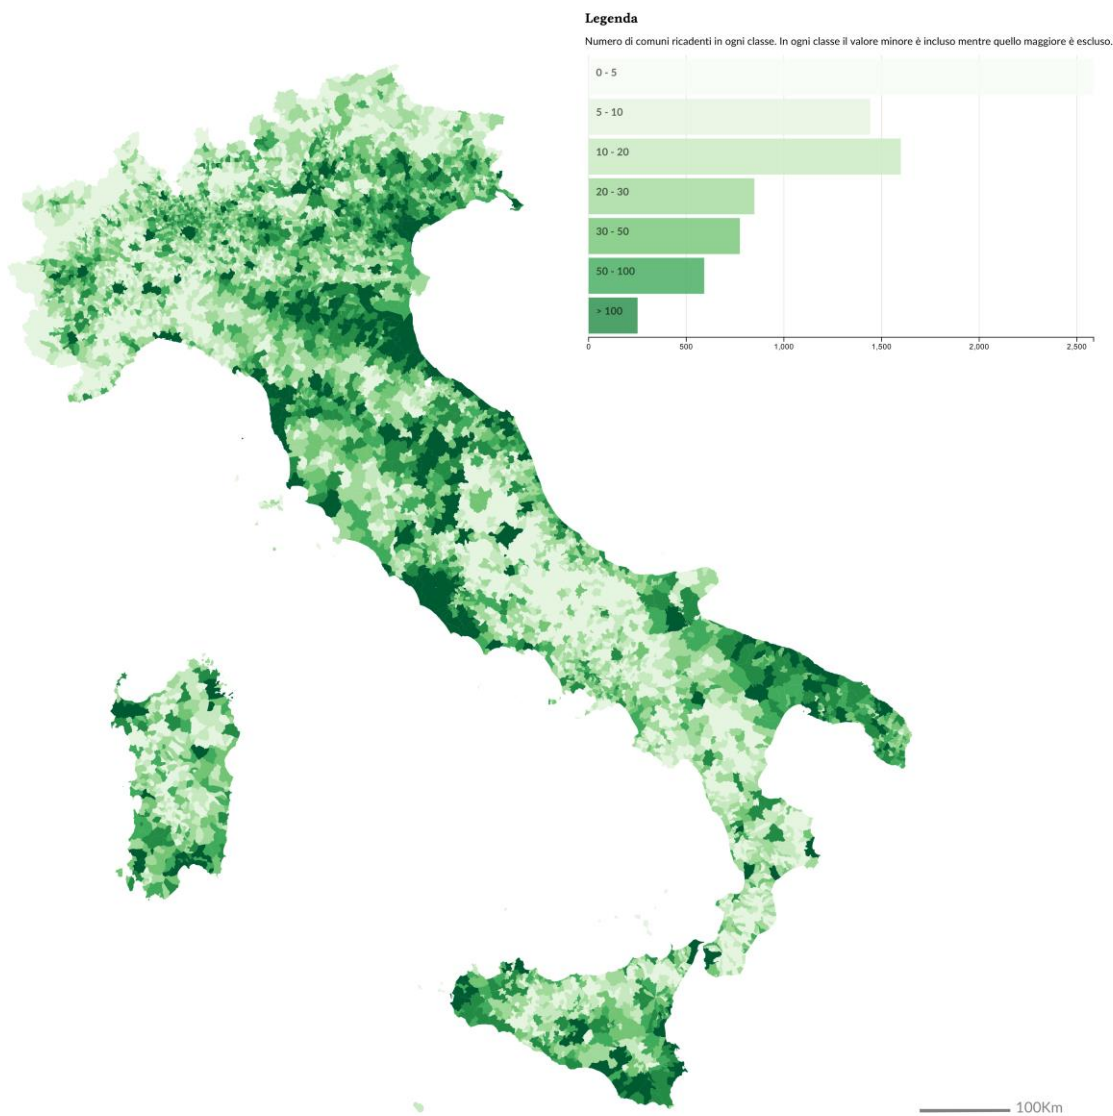 Legenda
Numero di comuni ricadenti in ogni classe. In ogni classe il valore minore è incluso mentre quello maggiore è escluso.
0 - 5
5 - 10
10 - 20
20 - 30
30 - 50
50 - 100
> 100
0 500 1,000 1,500 2,000 2,500
100Km